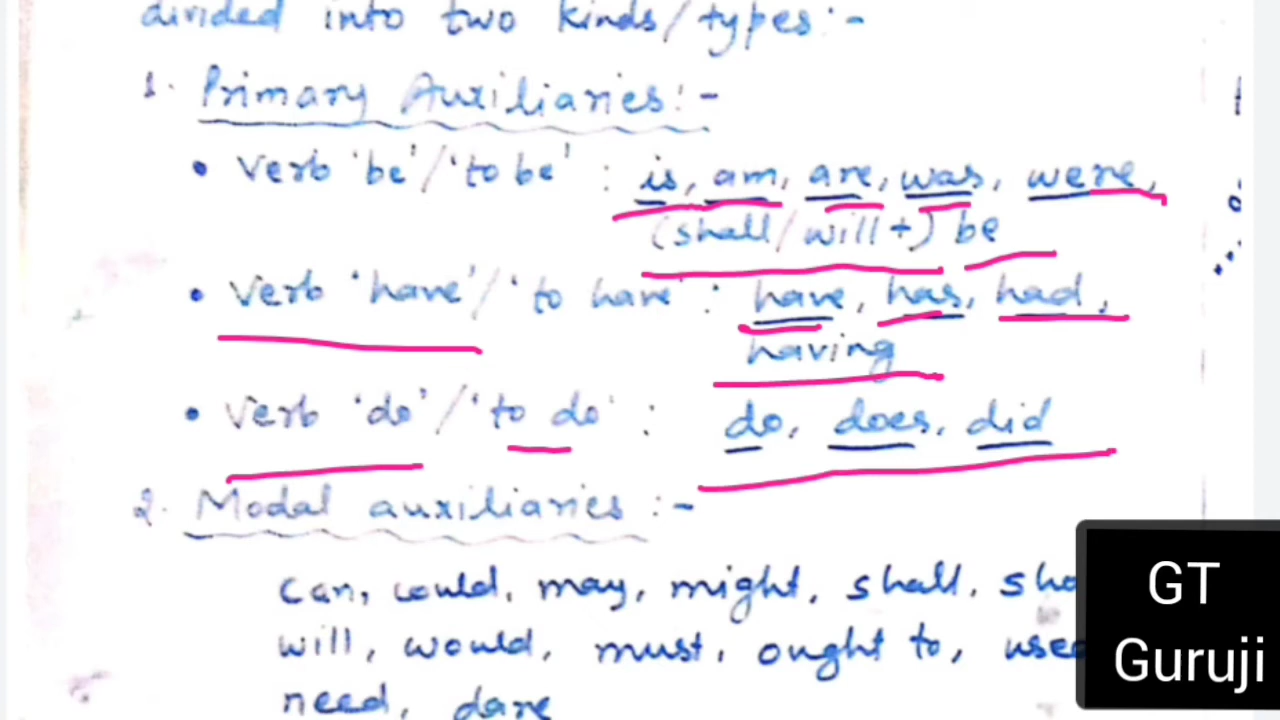 divided into two kinds/types:-
1. Primary Auxiliaries:-
• Verb 'be'/'to be' : is, am, are, was, were,
(shall/will+) be
• Verb 'have'/'to have' : have, has, had,
having
• Verb 'do'/'to do' : do, does, did
2. Modal auxiliaries :-
can, could, may, might, shall, sho
will, would, must, ought to, used
need, dare
GT
Guruji